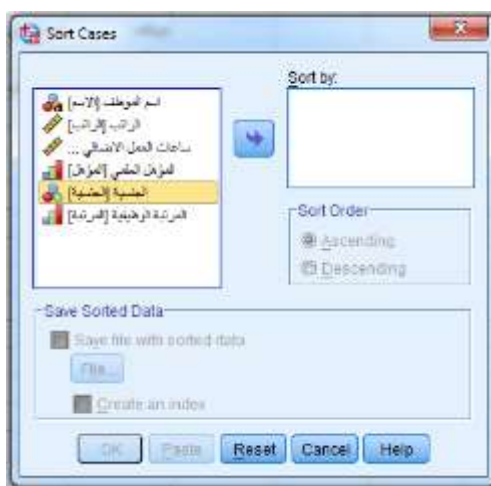 Sort Cases
Sort by:
اسم الموظف [الاسم]
الراتب [الراتب]
ساعات العمل الاضافي ...
المؤهل العلمي [المؤهل]
الجنسية [الجنسية]
المرتبة الوظيفية [المرتبة]
Sort Order
Ascending
Descending
Save Sorted Data
Save file with sorted data
File...
Create an index
OK Paste Reset Cancel Help